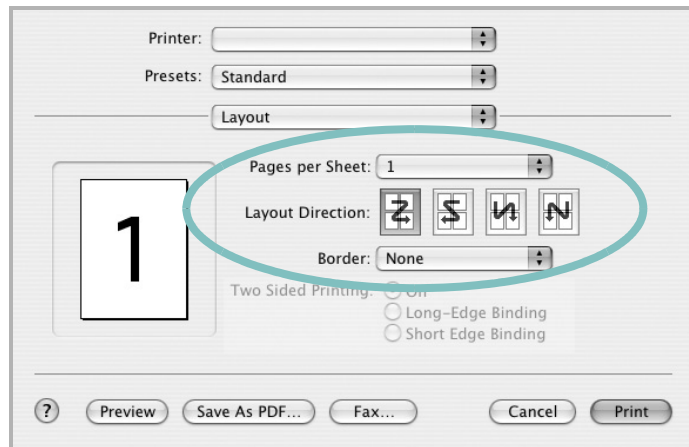 Printer:
Presets: Standard
Layout
Pages per Sheet: 1
Layout Direction:
Border: None
1
Two Sided Printing: Off
Long-Edge Binding
Short Edge Binding
? Preview Save As PDF... Fax... Cancel Print